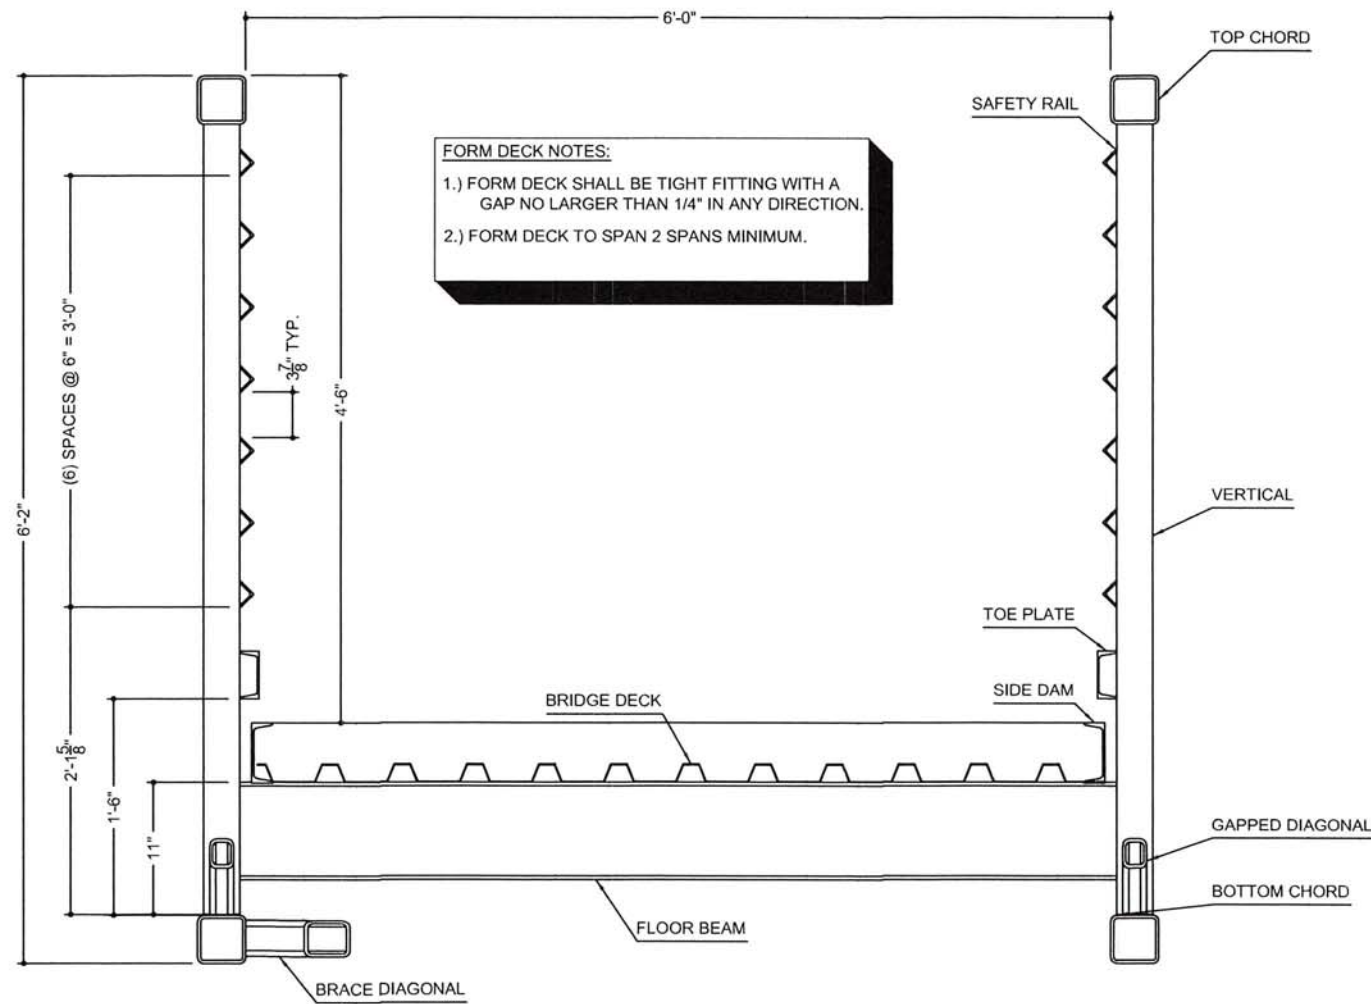 6'-0"
TOP CHORD
SAFETY RAIL
FORM DECK NOTES:
1.) FORM DECK SHALL BE TIGHT FITTING WITH A
GAP NO LARGER THAN 1/4" IN ANY DIRECTION.
2.) FORM DECK TO SPAN 2 SPANS MINIMUM.
(6) SPACES @ 6" = 3'-0"
3 7/8" TYP.
4'-6"
6'-2"
VERTICAL
TOE PLATE
SIDE DAM
BRIDGE DECK
2'-1 5/8"
1'-6"
11"
GAPPED DIAGONAL
BOTTOM CHORD
FLOOR BEAM
BRACE DIAGONAL